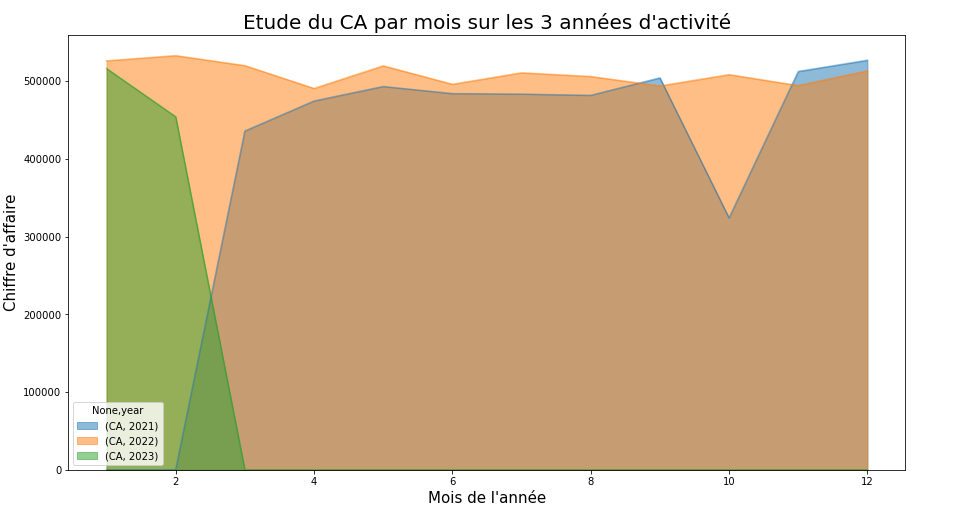 Etude du CA par mois sur les 3 années d'activité
Chiffre d'affaire
500000
400000
300000
200000
100000
0
None,year
(CA, 2021)
(CA, 2022)
(CA, 2023)
2 4 6 8 10 12
Mois de l'année